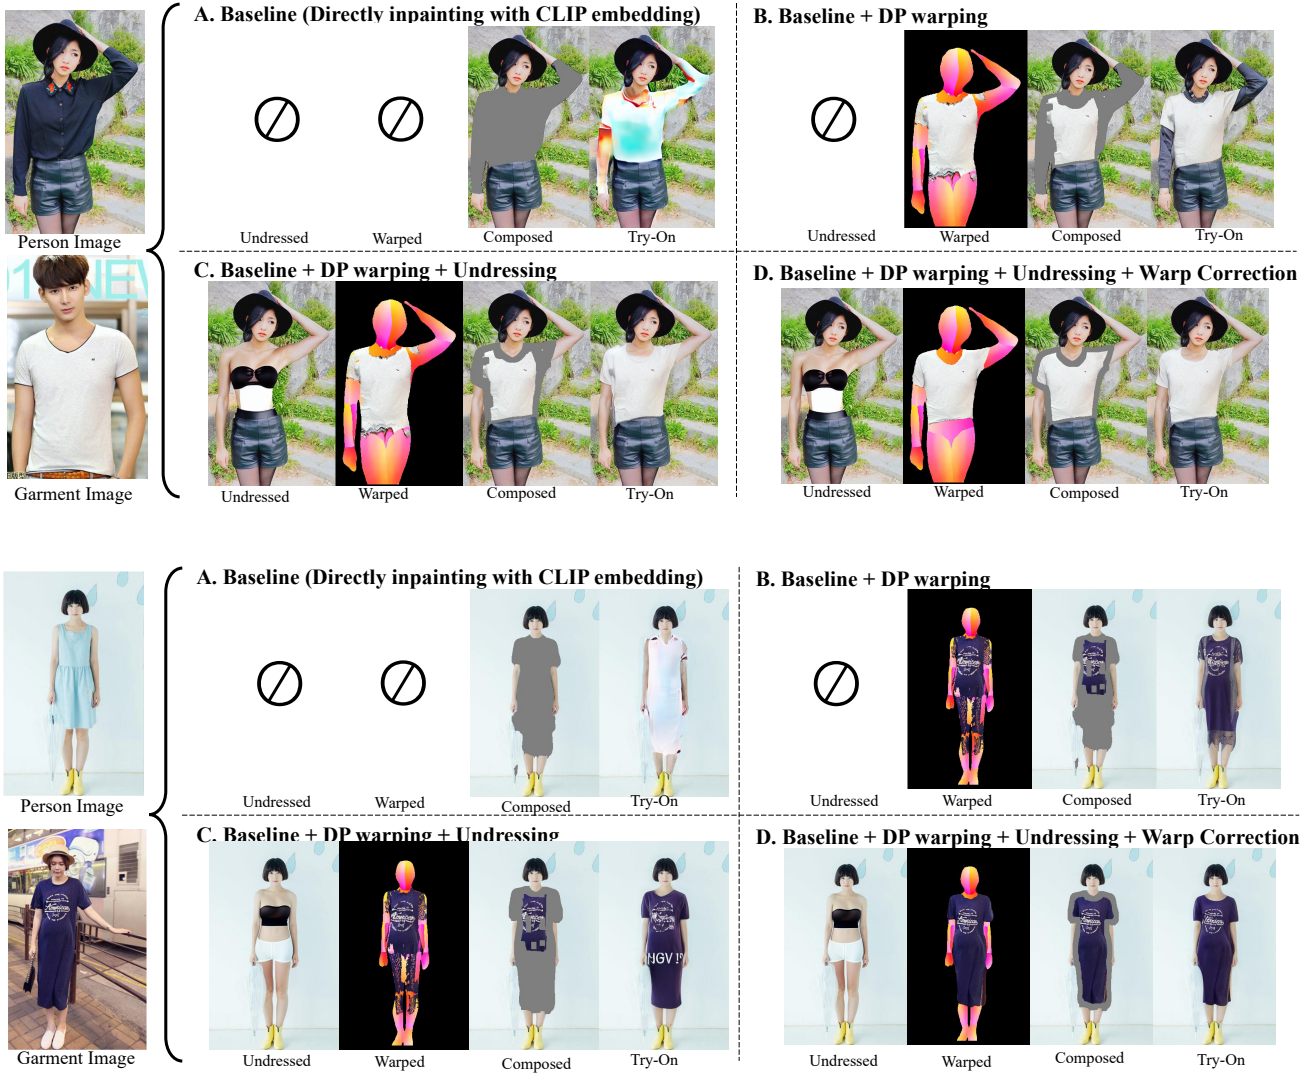 A. Baseline (Directly inpainting with CLIP embedding)
B. Baseline + DP warping
Person Image
Undressed
Warped
Composed
Try-On
Undressed
Warped
Composed
Try-On
C. Baseline + DP warping + Undressing
D. Baseline + DP warping + Undressing + Warp Correction
Garment Image
Undressed
Warped
Composed
Try-On
Undressed
Warped
Composed
Try-On
A. Baseline (Directly inpainting with CLIP embedding)
B. Baseline + DP warping
Person Image
Undressed
Warped
Composed
Try-On
Undressed
Warped
Composed
Try-On
C. Baseline + DP warping + Undressing
D. Baseline + DP warping + Undressing + Warp Correction
Garment Image
Undressed
Warped
Composed
Try-On
Undressed
Warped
Composed
Try-On